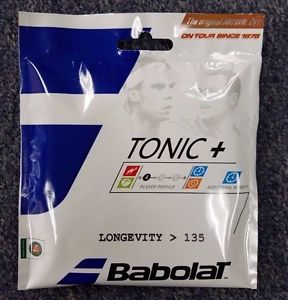 The original NATURAL GUT
ON TOUR SINCE 1875
TONIC +
PLAYER PROFILE
LONGEVITY > 135
Babolat